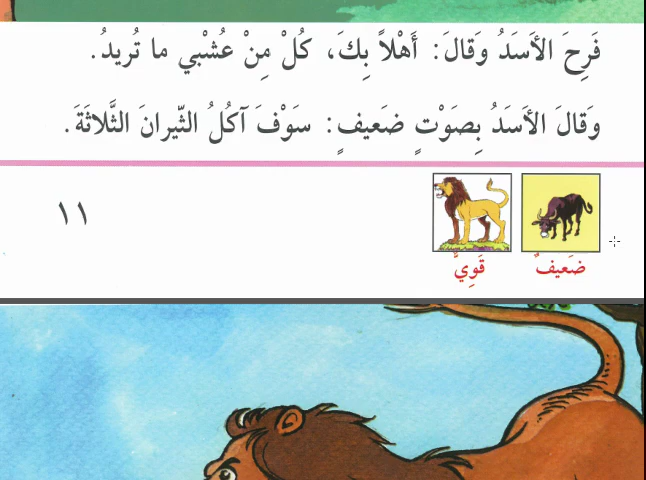 فَرِحَ الأَسَدُ وَقالَ: أَهْلاً بِكَ، كُلْ مِنْ عُشْبي ما تُريدُ.
وَقالَ الأَسَدُ بِصَوْتٍ ضَعيفٍ: سَوْفَ آكُلُ الثّيرانَ الثَّلاثَةَ.
ضَعيفٌ
قَوِيٌّ
١١